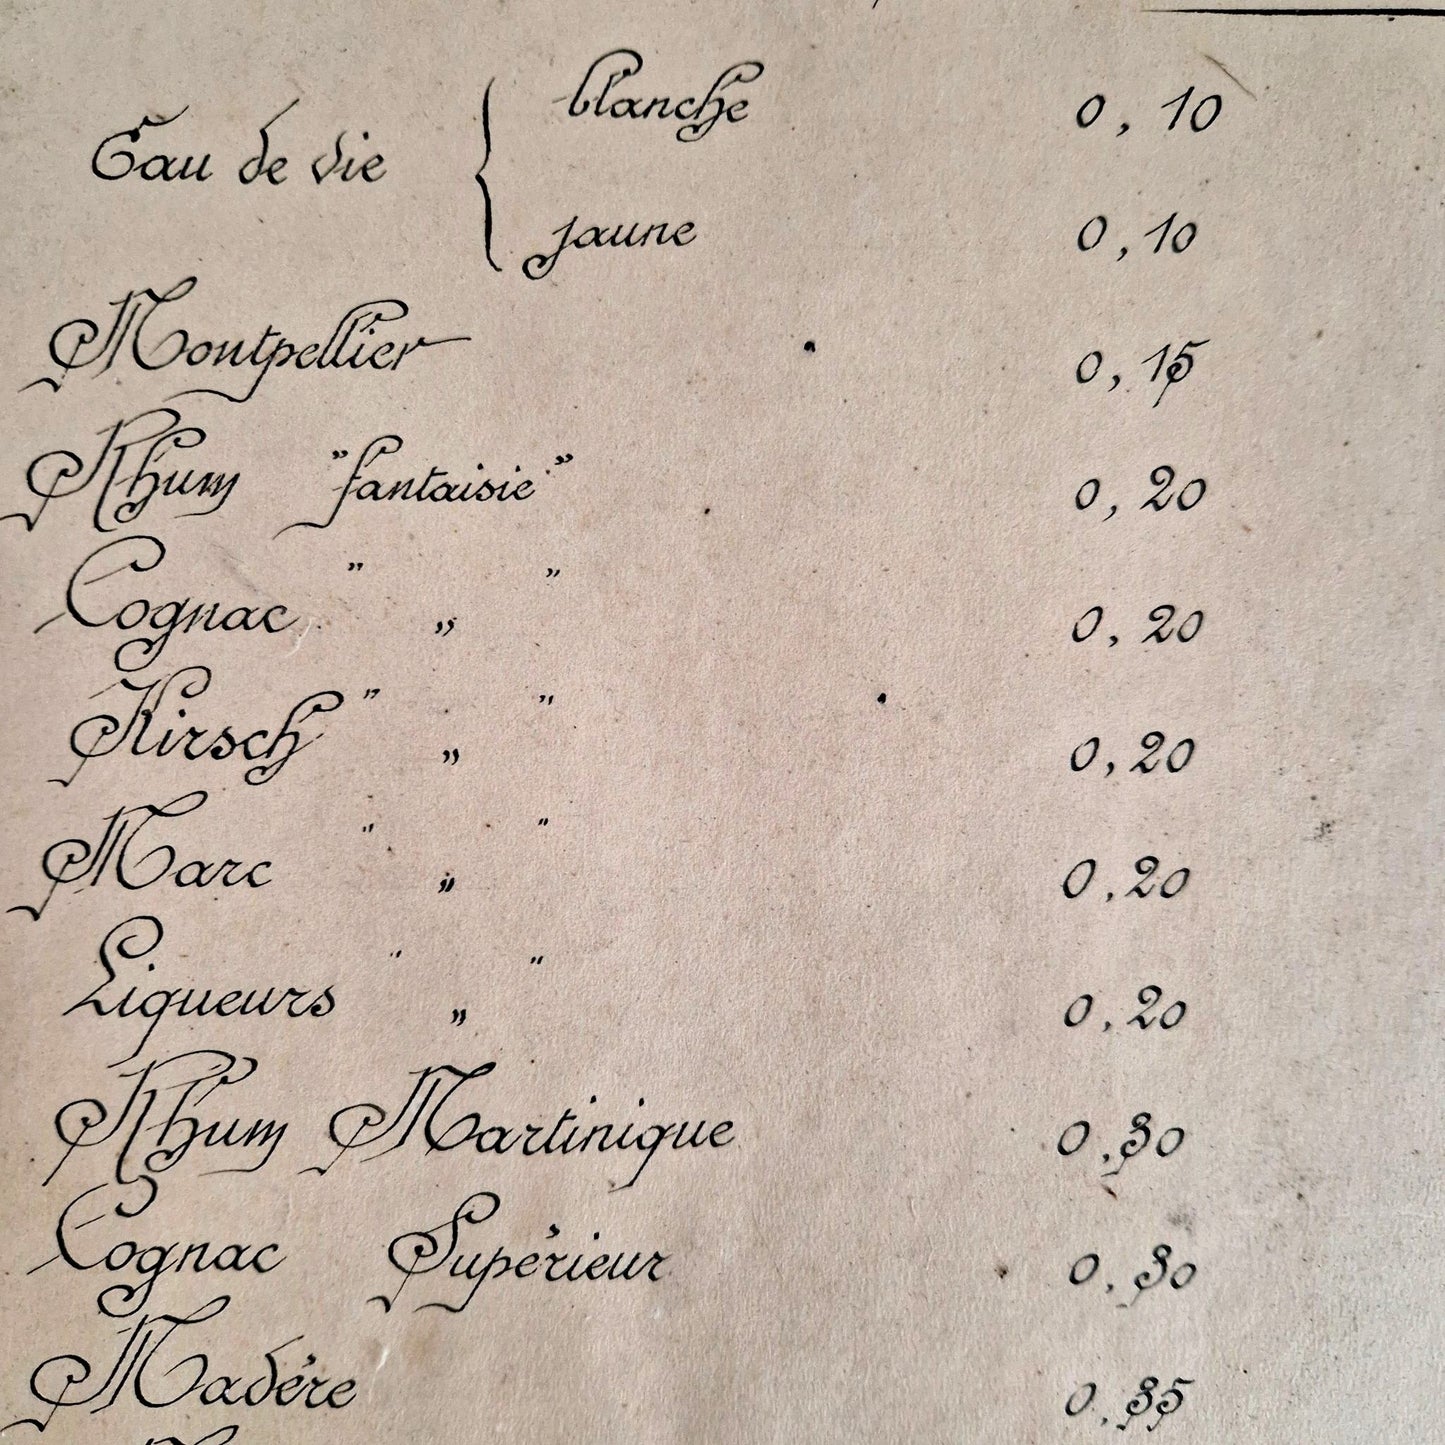 Eau de vie { blanche 0,10
jaune 0,10
Montpellier 0,15
Rhum "fantaisie" 0,20
Cognac " „ " 0,20
Kirsch " „ " 0,20
Marc " „ " 0,20
Liqueurs " „ " 0,20
Rhum Martinique 0,30
Cognac Supérieur 0,30
Madère 0,35